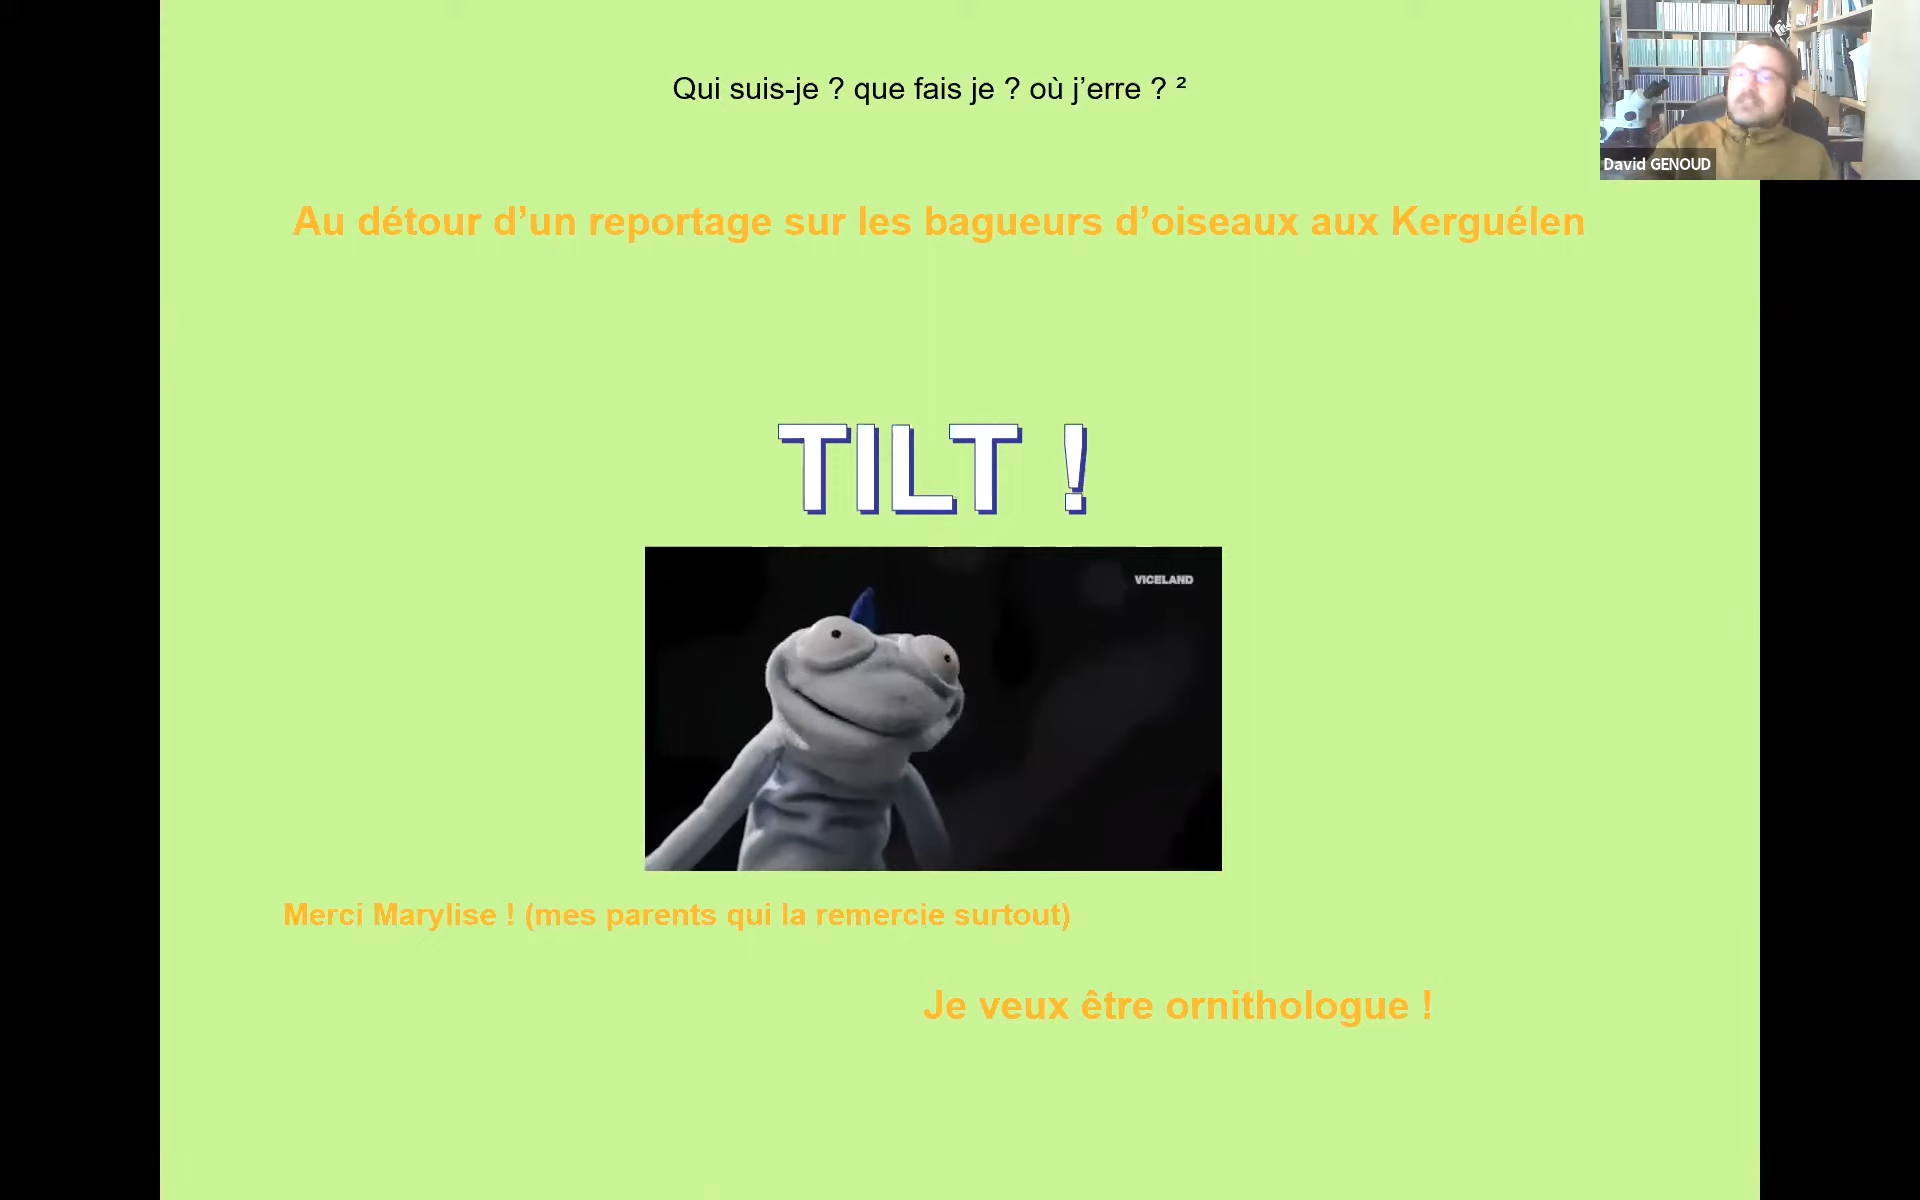 Qui suis-je ? que fais je ? où j’erre ? ²
David GENOUD
Au détour d’un reportage sur les bagueurs d’oiseaux aux Kerguélen
TILT !
VICELAND
Merci Marylise ! (mes parents qui la remercie surtout)
Je veux être ornithologue !